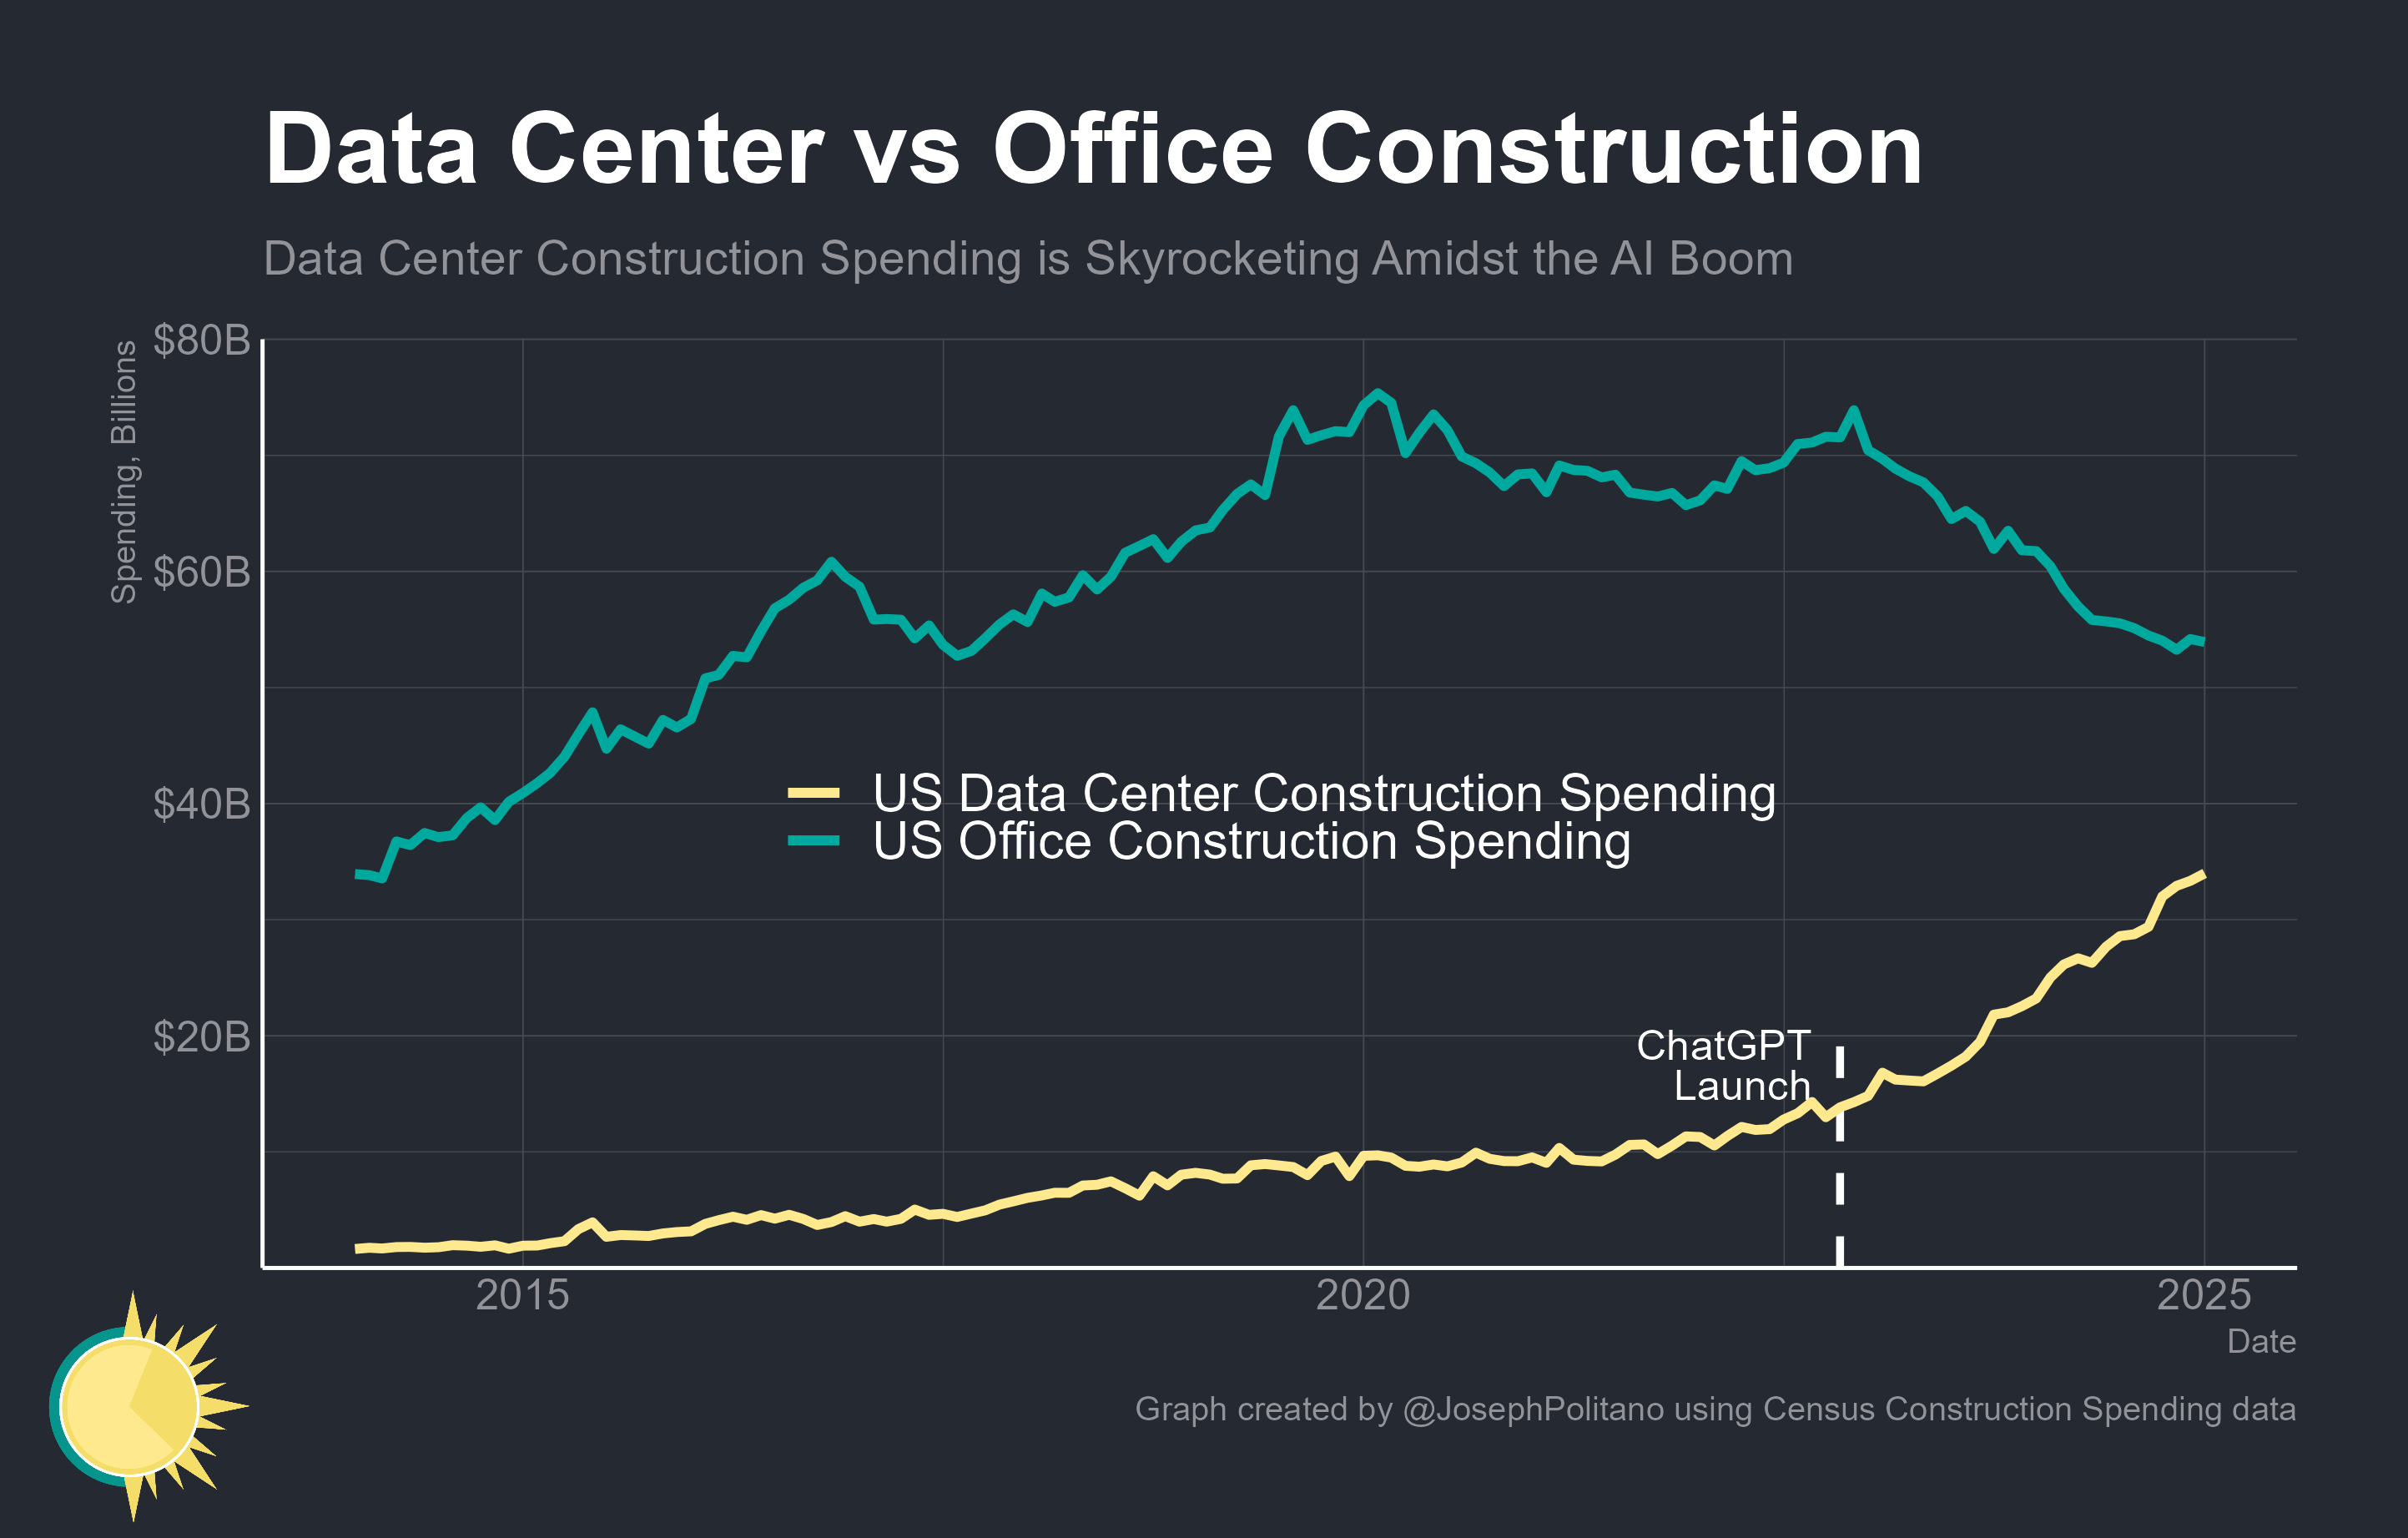 Data Center vs Office Construction
Data Center Construction Spending is Skyrocketing Amidst the AI Boom
Spending, Billions
$80B
$60B
$40B
$20B
US Data Center Construction Spending
US Office Construction Spending
ChatGPT
Launch
2015
2020
2025
Date
Graph created by @JosephPolitano using Census Construction Spending data